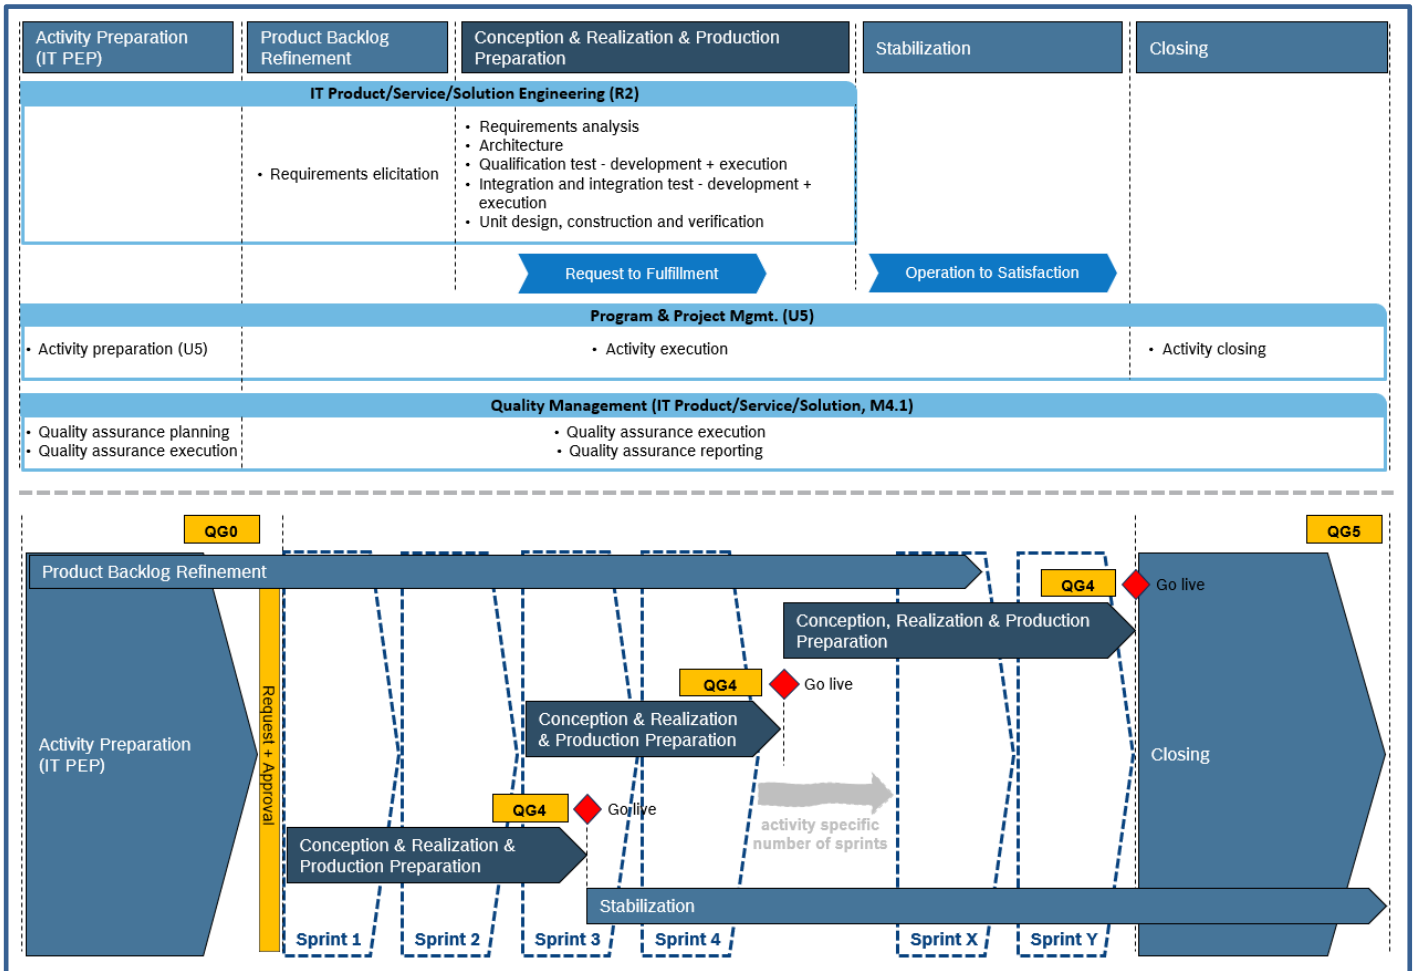 Activity Preparation
(IT PEP)
Product Backlog
Refinement
Conception & Realization & Production
Preparation
Stabilization
Closing
IT Product/Service/Solution Engineering (R2)
• Requirements elicitation
• Requirements analysis
• Architecture
• Qualification test - development + execution
• Integration and integration test - development +
execution
• Unit design, construction and verification
Request to Fulfillment
Operation to Satisfaction
Program & Project Mgmt. (U5)
• Activity preparation (U5)
• Activity execution
• Activity closing
Quality Management (IT Product/Service/Solution, M4.1)
• Quality assurance planning
• Quality assurance execution
• Quality assurance execution
• Quality assurance reporting
QG0
QG5
Product Backlog Refinement
QG4
Go live
Conception, Realization & Production
Preparation
QG4
Go live
Conception & Realization
& Production Preparation
Request + Approval
Activity Preparation
(IT PEP)
Closing
QG4
Go live
activity specific
number of sprints
Conception & Realization &
Production Preparation
Stabilization
Sprint 1
Sprint 2
Sprint 3
Sprint 4
Sprint X
Sprint Y